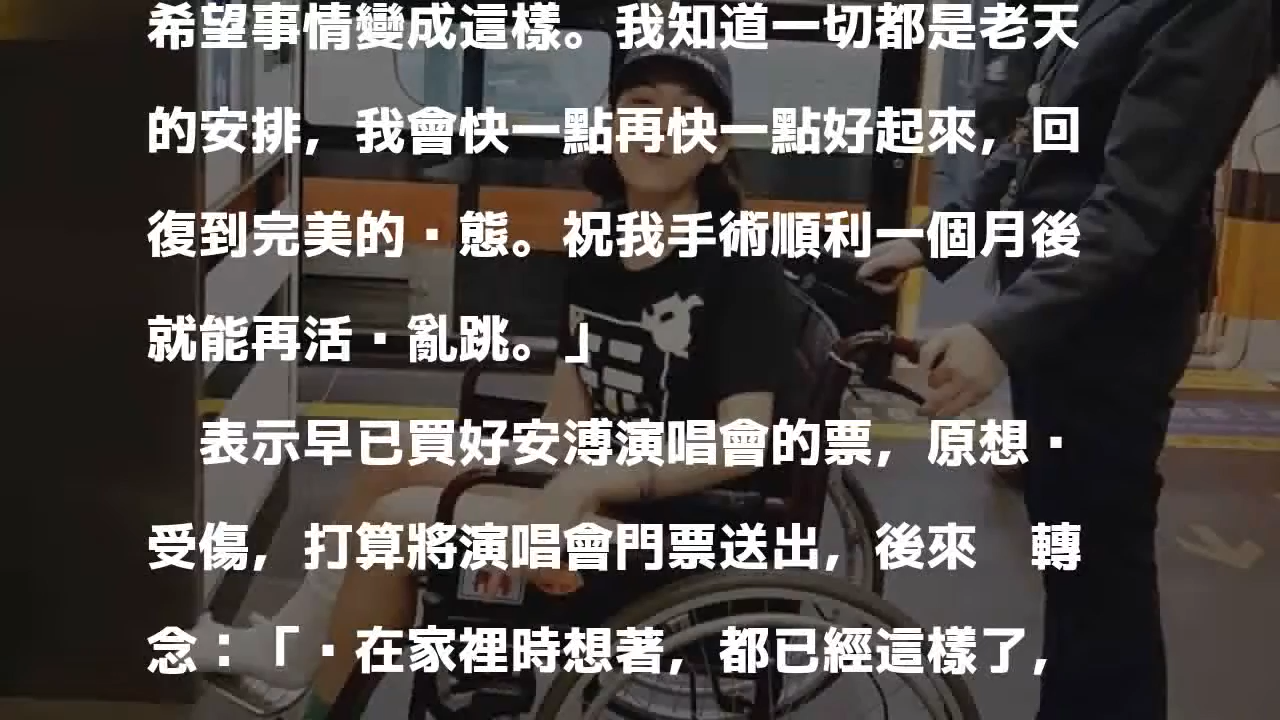 希望事情變成這樣。我知道一切都是老天
的安排，我會快一點再快一點好起來，回
復到完美的·態。祝我手術順利一個月後
就能再活·亂跳。」
表示早已買好安溥演唱會的票，原想·
受傷，打算將演唱會門票送出，後來　轉
念：「·在家裡時想著，都已經這樣了，